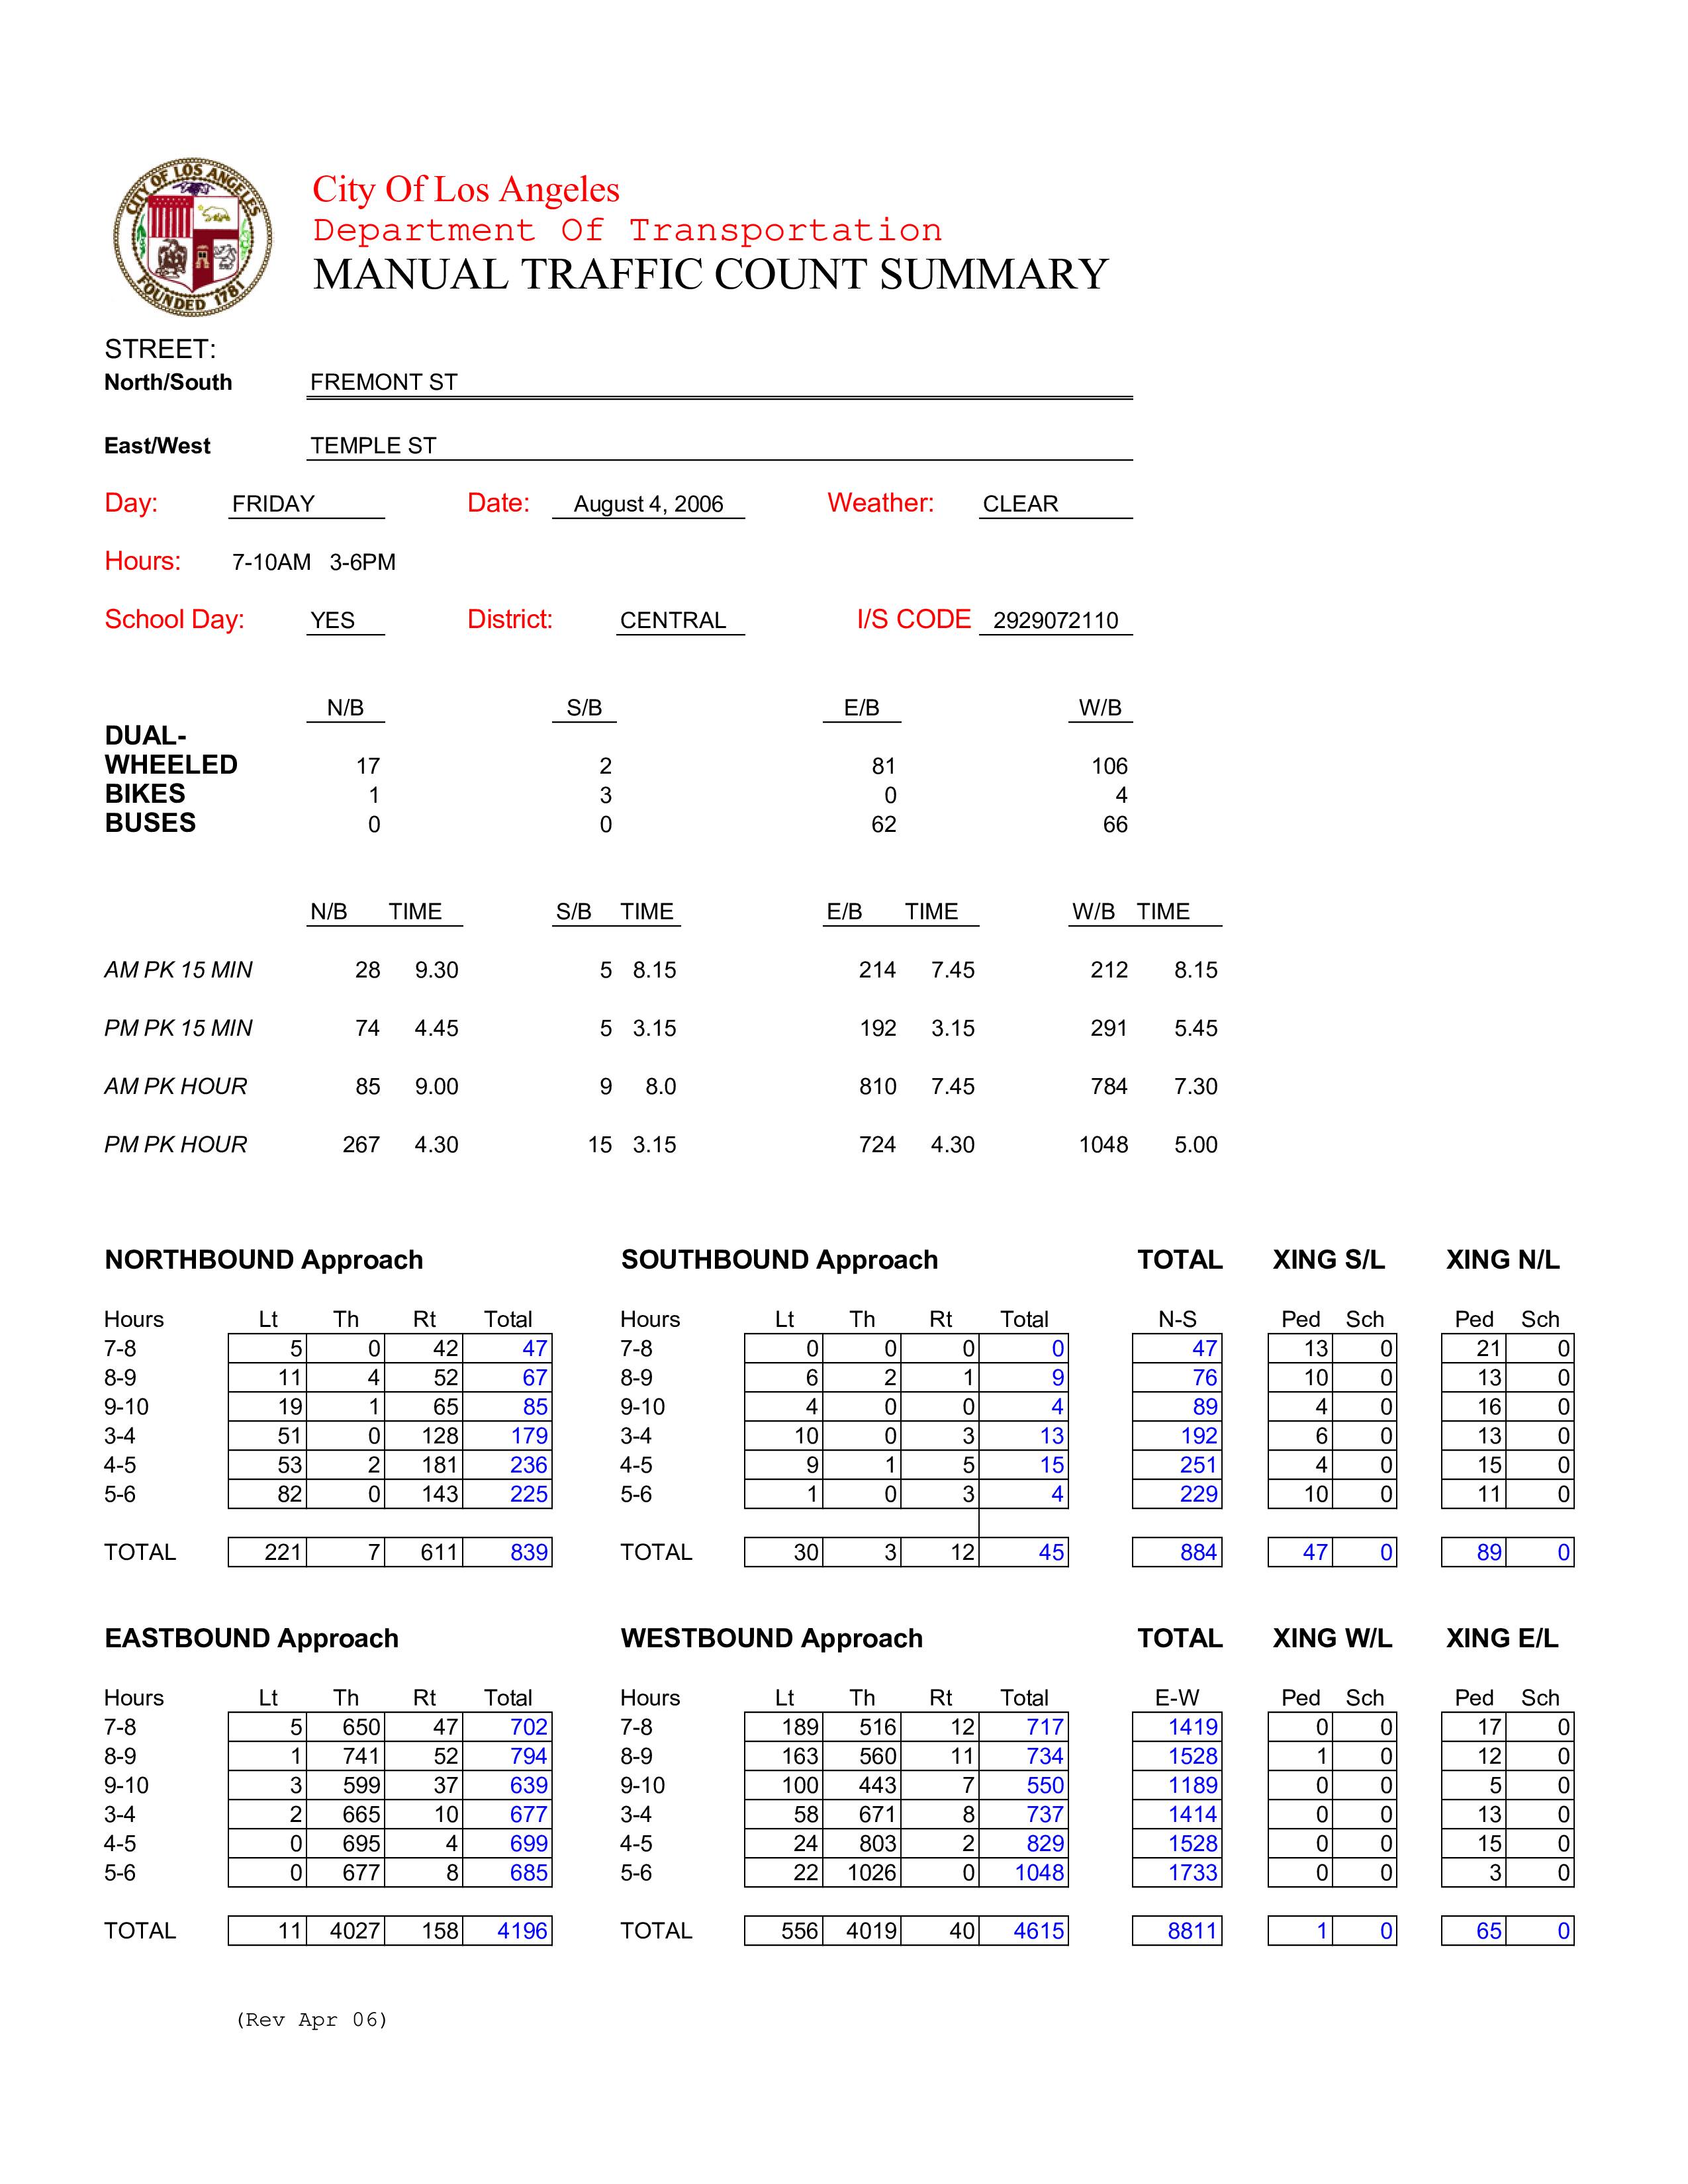 CITY OF LOS ANGELES
FOUNDED 1781
City Of Los Angeles
Department Of Transportation
MANUAL TRAFFIC COUNT SUMMARY
STREET:
North/South FREMONT ST
East/West TEMPLE ST
Day: FRIDAY Date: August 4, 2006 Weather: CLEAR
Hours: 7-10AM 3-6PM
School Day: YES District: CENTRAL I/S CODE 2929072110
N/B S/B E/B W/B
DUAL-
WHEELED 17 2 81 106
BIKES 1 3 0 4
BUSES 0 0 62 66
N/B TIME S/B TIME E/B TIME W/B TIME
AM PK 15 MIN 28 9.30 5 8.15 214 7.45 212 8.15
PM PK 15 MIN 74 4.45 5 3.15 192 3.15 291 5.45
AM PK HOUR 85 9.00 9 8.0 810 7.45 784 7.30
PM PK HOUR 267 4.30 15 3.15 724 4.30 1048 5.00
NORTHBOUND Approach SOUTHBOUND Approach TOTAL XING S/L XING N/L
Hours Lt Th Rt Total Hours Lt Th Rt Total N-S Ped Sch Ped Sch
7-8 5 0 42 47 7-8 0 0 0 0 47 13 0 21 0
8-9 11 4 52 67 8-9 6 2 1 9 76 10 0 13 0
9-10 19 1 65 85 9-10 4 0 0 4 89 4 0 16 0
3-4 51 0 128 179 3-4 10 0 3 13 192 6 0 13 0
4-5 53 2 181 236 4-5 9 1 5 15 251 4 0 15 0
5-6 82 0 143 225 5-6 1 0 3 4 229 10 0 11 0
TOTAL 221 7 611 839 TOTAL 30 3 12 45 884 47 0 89 0
EASTBOUND Approach WESTBOUND Approach TOTAL XING W/L XING E/L
Hours Lt Th Rt Total Hours Lt Th Rt Total E-W Ped Sch Ped Sch
7-8 5 650 47 702 7-8 189 516 12 717 1419 0 0 17 0
8-9 1 741 52 794 8-9 163 560 11 734 1528 1 0 12 0
9-10 3 599 37 639 9-10 100 443 7 550 1189 0 0 5 0
3-4 2 665 10 677 3-4 58 671 8 737 1414 0 0 13 0
4-5 0 695 4 699 4-5 24 803 2 829 1528 0 0 15 0
5-6 0 677 8 685 5-6 22 1026 0 1048 1733 0 0 3 0
TOTAL 11 4027 158 4196 TOTAL 556 4019 40 4615 8811 1 0 65 0
(Rev Apr 06)